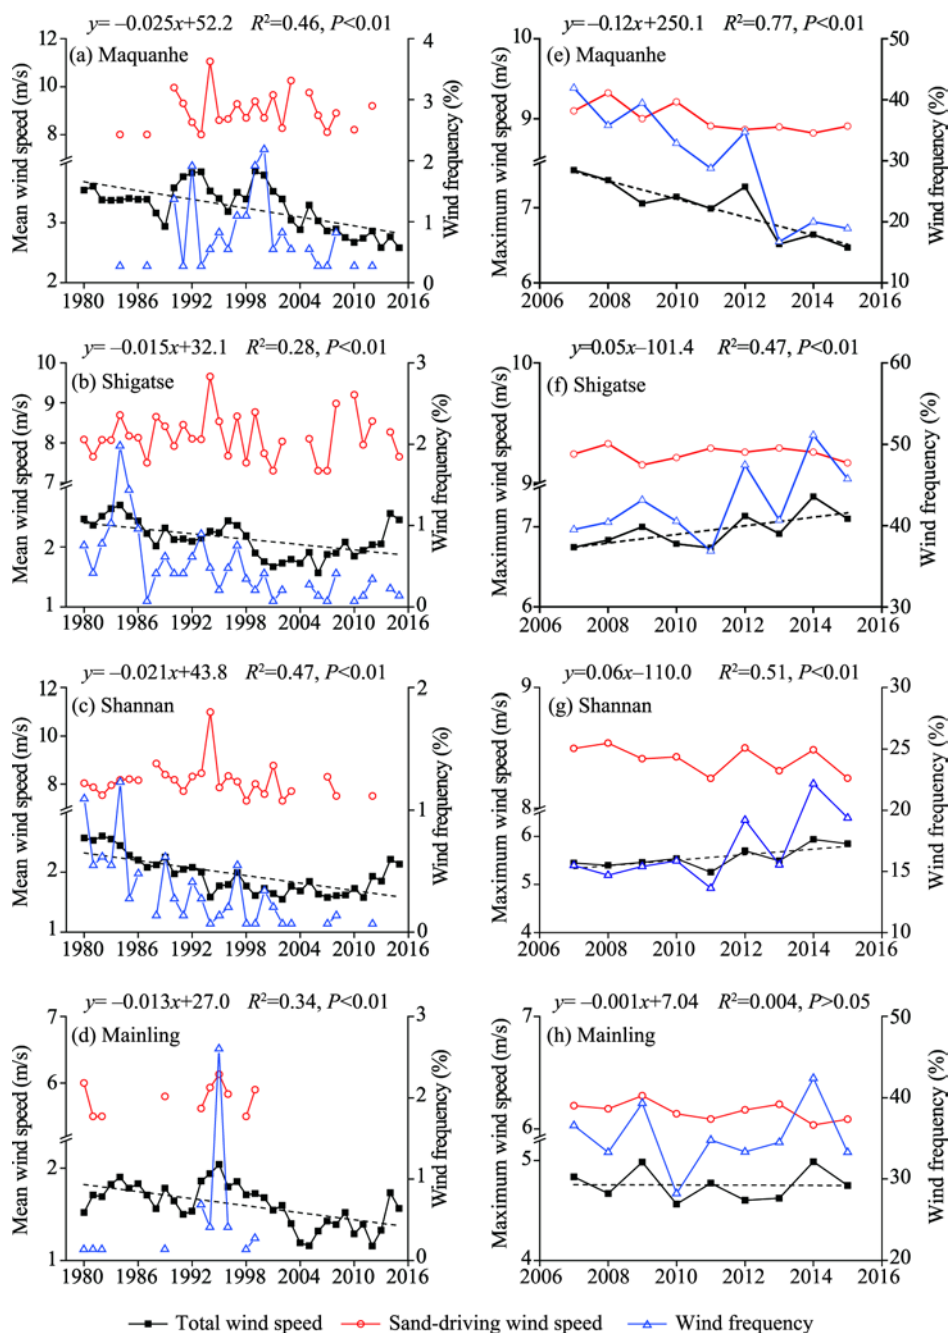 y= −0.025x+52.2 R²=0.46, P<0.01
(a) Maquanhe
Mean wind speed (m/s)
12
10
8
3
2
Wind frequency (%)
4
3
2
1
0
1980 1986 1992 1999 2004 2010 2016
y= −0.12x+250.1 R²=0.77, P<0.01
(e) Maquanhe
Maximum wind speed (m/s)
10
9
7
6
Wind frequency (%)
50
40
30
20
10
2006 2008 2010 2012 2014 2016
y= −0.015x+32.1 R²=0.28, P<0.01
(b) Shigatse
Mean wind speed (m/s)
10
9
8
7
2
1
Wind frequency (%)
3
2
1
0
1980 1986 1992 1998 2004 2010 2016
y=0.05x−101.4 R²=0.47, P<0.01
(f) Shigatse
Maximum wind speed (m/s)
10
9
7
6
Wind frequency (%)
60
50
40
30
2006 2008 2010 2012 2014 2016
y= −0.021x+43.8 R²=0.47, P<0.01
(c) Shannan
Mean wind speed (m/s)
12
10
8
2
1
Wind frequency (%)
2
1
0
1980 1986 1992 1998 2004 2010 2016
y=0.06x−110.0 R²=0.51, P<0.01
(g) Shannan
Maximum wind speed (m/s)
9
8
6
5
4
Wind frequency (%)
30
25
20
15
10
2006 2008 2010 2012 2014 2016
y= −0.013x+27.0 R²=0.34, P<0.01
(d) Mainling
Mean wind speed (m/s)
7
6
2
1
Wind frequency (%)
3
2
1
0
1980 1986 1992 1998 2004 2010 2016
y= −0.001x+7.04 R²=0.004, P>0.05
(h) Mainling
Maximum wind speed (m/s)
7
6
5
4
Wind frequency (%)
50
40
30
20
2006 2008 2010 2012 2014 2016
Total wind speed Sand-driving wind speed Wind frequency